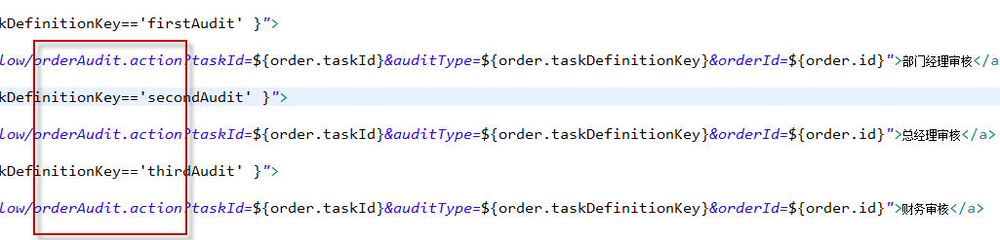 kDefinitionKey=='firstAudit' }">
low/orderAudit.action?taskId=${order.taskId}&auditType=${order.taskDefinitionKey}&orderId=${order.id}">部门经理审核</a
kDefinitionKey=='secondAudit' }">
low/orderAudit.action?taskId=${order.taskId}&auditType=${order.taskDefinitionKey}&orderId=${order.id}">总经理审核</a>
kDefinitionKey=='thirdAudit' }">
low/orderAudit.action?taskId=${order.taskId}&auditType=${order.taskDefinitionKey}&orderId=${order.id}">财务审核</a>